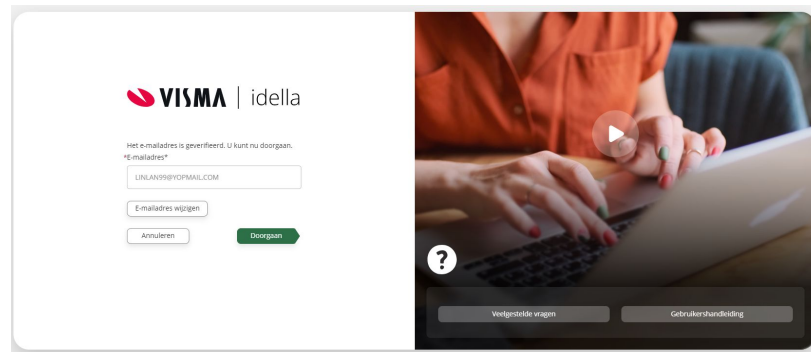 VISMA | idella
Het e-mailadres is geverifieerd. U kunt nu doorgaan.
*E-mailadres*
LINLAN99@YOPMAIL.COM
E-mailadres wijzigen
Annuleren
Doorgaan
?
Veelgestelde vragen
Gebruikershandleiding